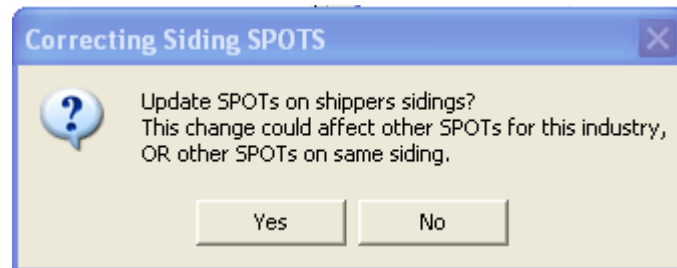 Correcting Siding SPOTS
Update SPOTs on shippers sidings?
This change could affect other SPOTs for this industry,
OR other SPOTs on same siding.
Yes
No